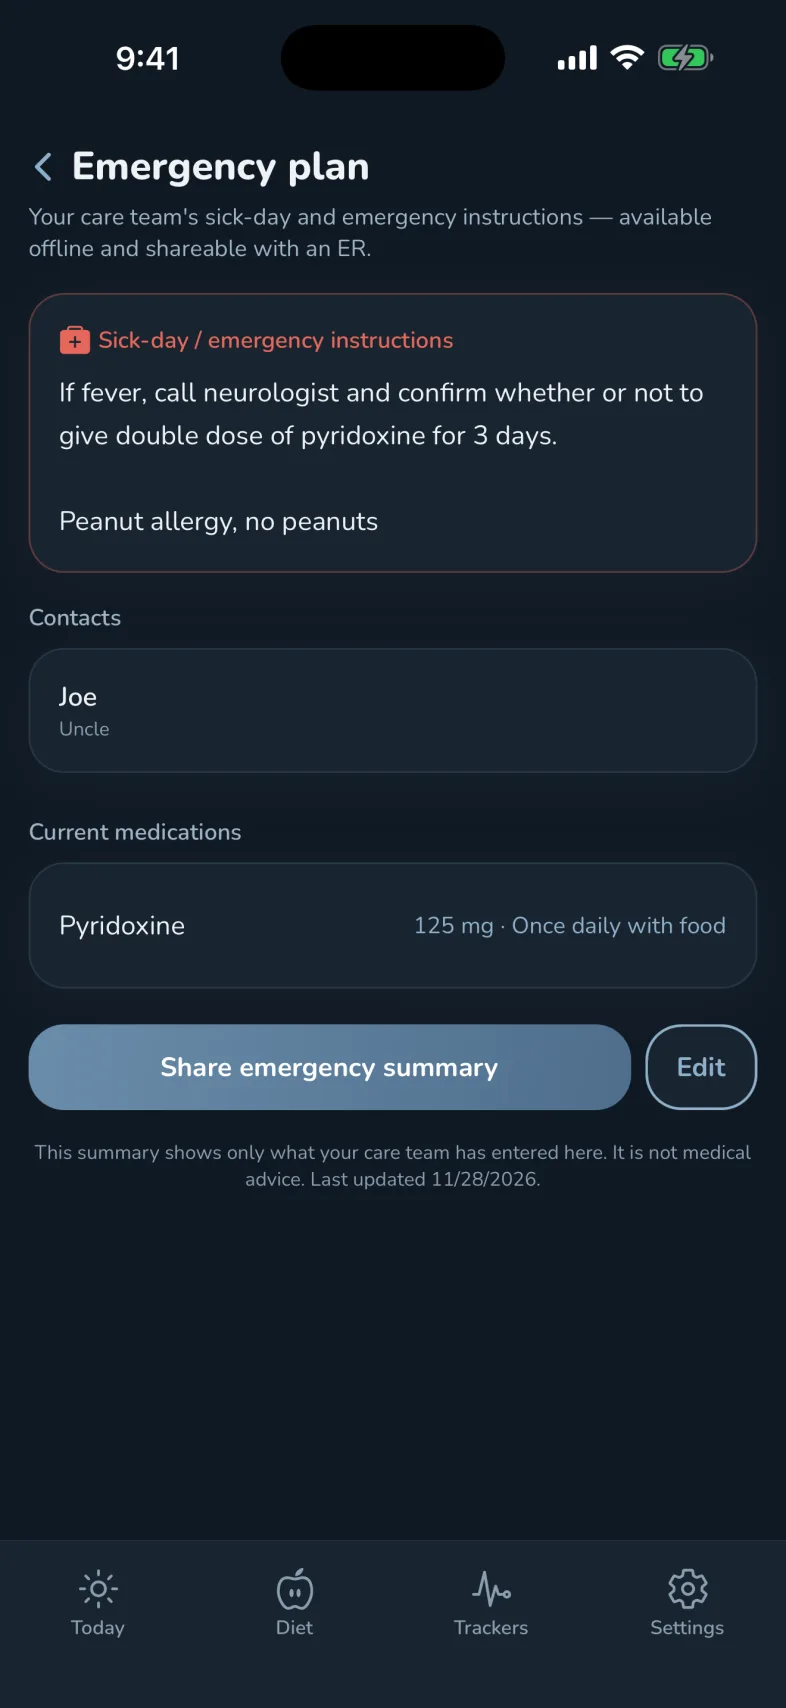 9:41
Emergency plan
Your care team's sick-day and emergency instructions — available
offline and shareable with an ER.
Sick-day / emergency instructions
If fever, call neurologist and confirm whether or not to
give double dose of pyridoxine for 3 days.
Peanut allergy, no peanuts
Contacts
Joe
Uncle
Current medications
Pyridoxine 125 mg · Once daily with food
Share emergency summary Edit
This summary shows only what your care team has entered here. It is not medical
advice. Last updated 11/28/2026.
Today Diet Trackers Settings